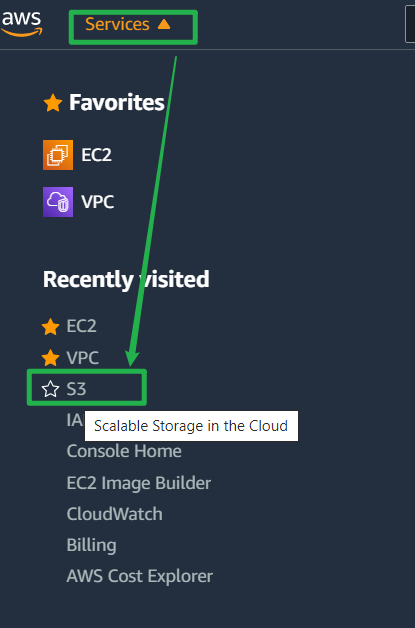 aws
Services
Favorites
EC2
VPC
Recently visited
EC2
VPC
S3
IA
Scalable Storage in the Cloud
Console Home
EC2 Image Builder
CloudWatch
Billing
AWS Cost Explorer